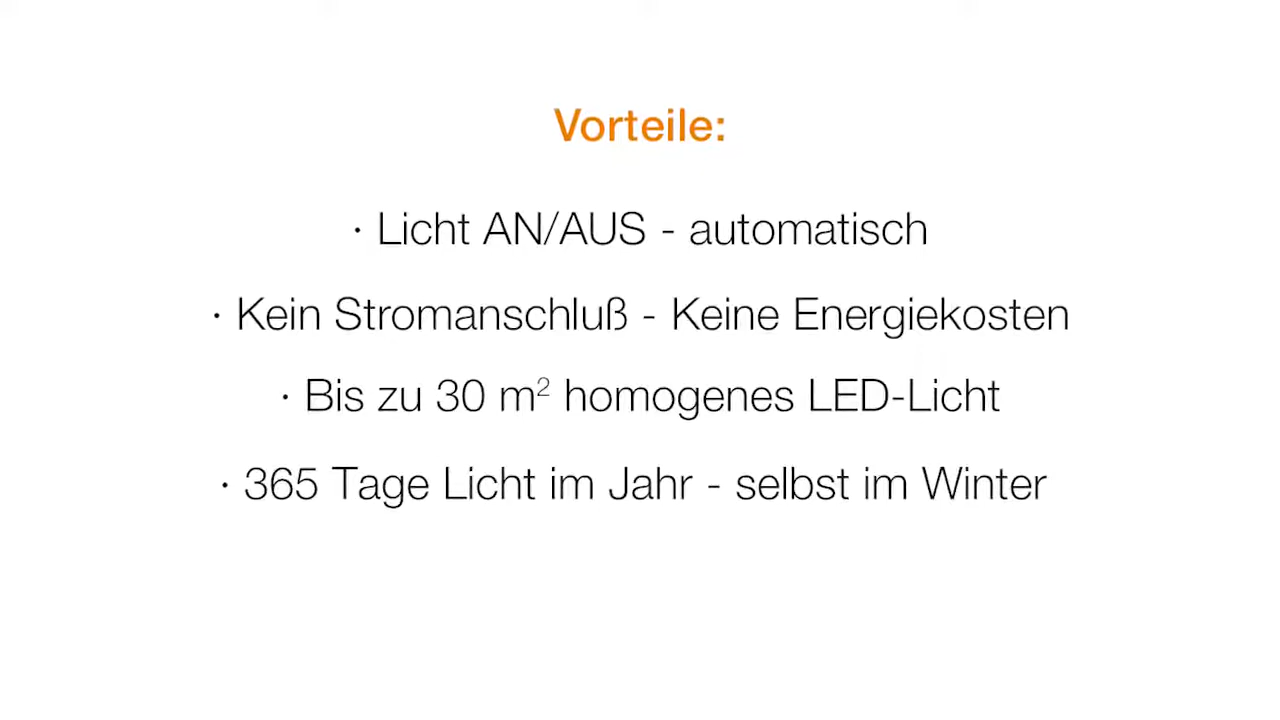 Vorteile:
· Licht AN/AUS - automatisch
· Kein Stromanschluß - Keine Energiekosten
· Bis zu 30 m² homogenes LED-Licht
· 365 Tage Licht im Jahr - selbst im Winter